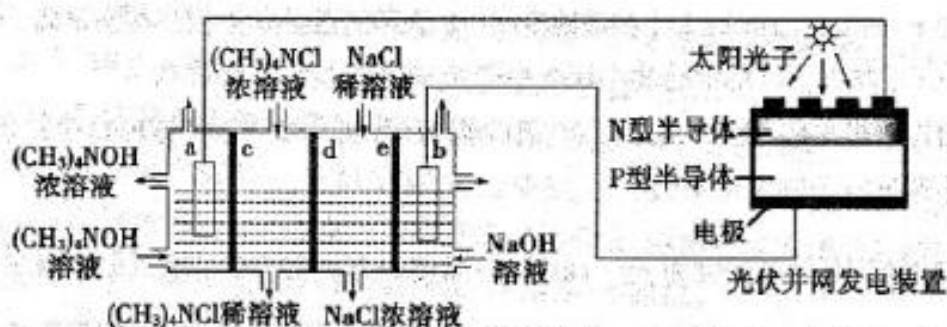 (CH₃)₄NCl
浓溶液
NaCl
稀溶液
太阳光子
a
c
d
e
b
N型半导体
P型半导体
电极
(CH₃)₄NOH
浓溶液
(CH₃)₄NOH
溶液
NaOH
溶液
光伏并网发电装置
(CH₃)₄NCl稀溶液
NaCl浓溶液